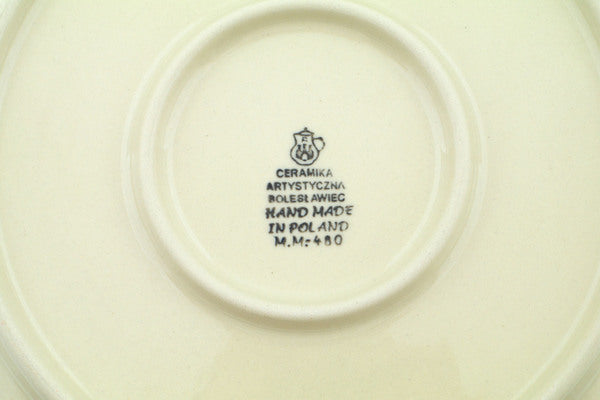 CERAMIKA
ARTYSTYCZNA
BOLESŁAWIEC
HAND MADE
IN POLAND
M.M.-480